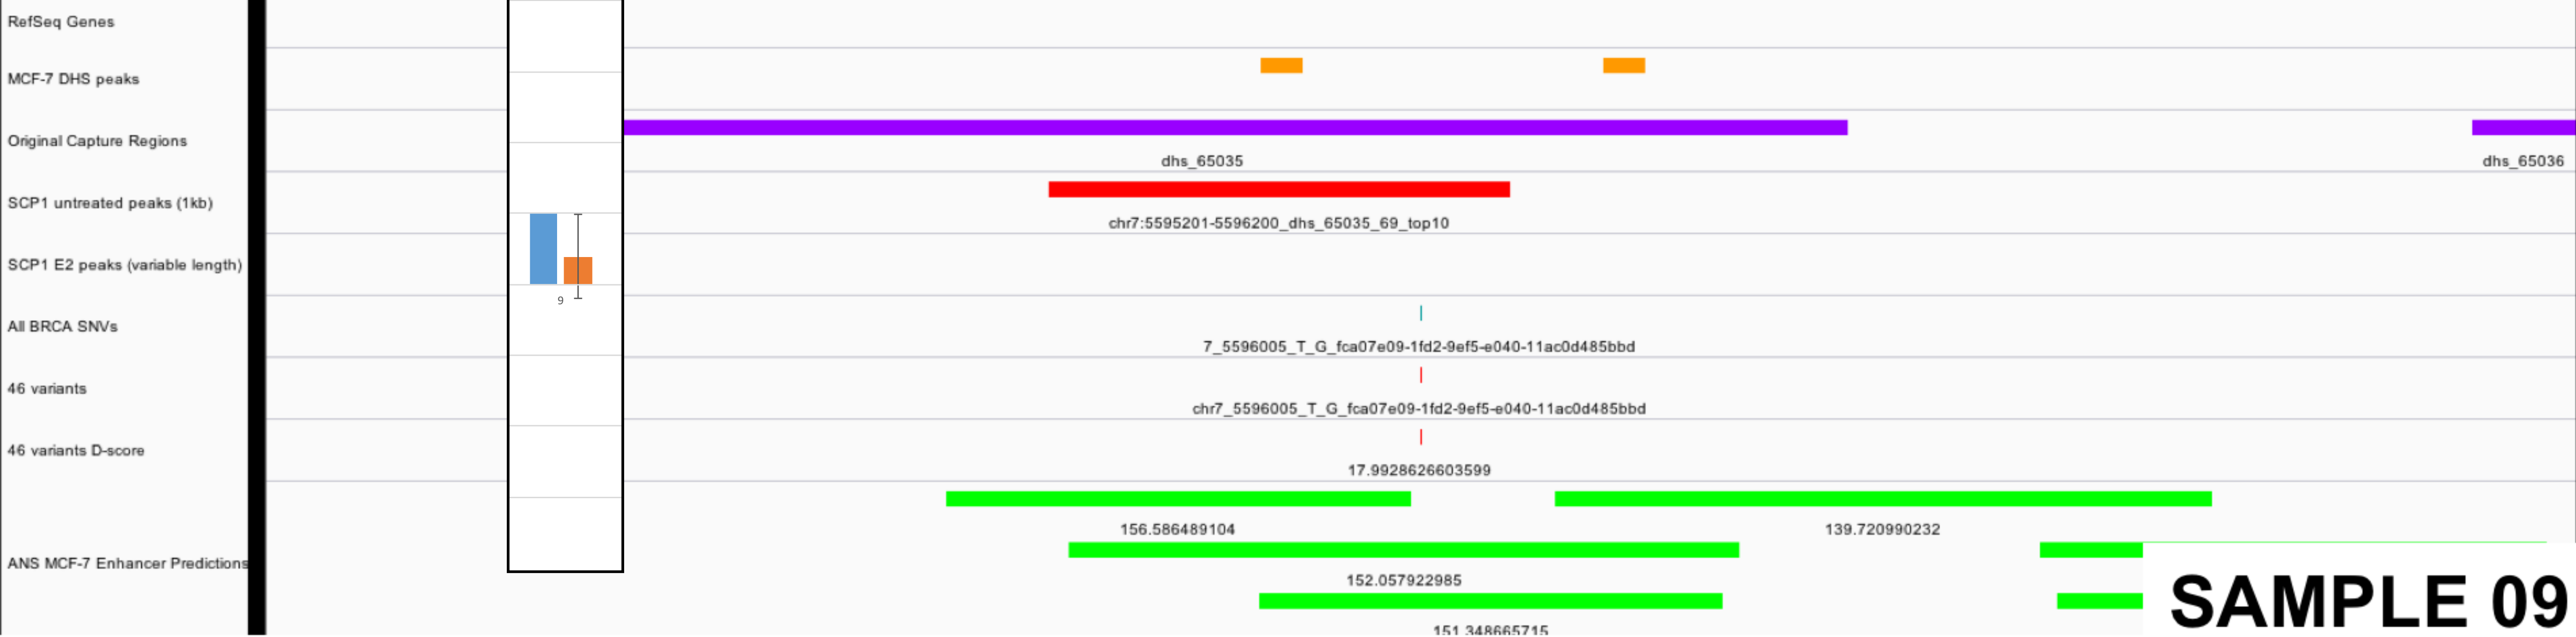 RefSeq Genes
MCF-7 DHS peaks
Original Capture Regions
dhs_65035
dhs_65036
SCP1 untreated peaks (1kb)
chr7:5595201-5596200_dhs_65035_69_top10
SCP1 E2 peaks (variable length)
9
All BRCA SNVs
7_5596005_T_G_fca07e09-1fd2-9ef5-e040-11ac0d485bbd
46 variants
chr7_5596005_T_G_fca07e09-1fd2-9ef5-e040-11ac0d485bbd
46 variants D-score
17.9928626603599
156.586489104
139.720990232
ANS MCF-7 Enhancer Predictions
152.057922985
151.348665715
SAMPLE 09